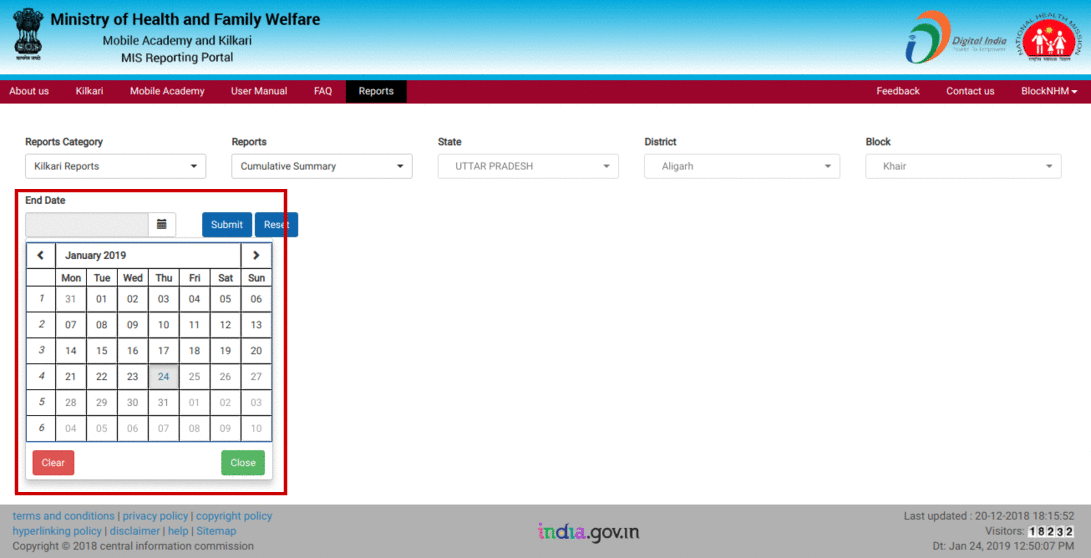 Ministry of Health and Family Welfare
Mobile Academy and Kilkari
MIS Reporting Portal
Digital India
Power To Empower
NATIONAL HEALTH MISSION
About us Kilkari Mobile Academy User Manual FAQ Reports Feedback Contact us BlockNHM
Reports Category Reports State District Block
Kilkari Reports Cumulative Summary UTTAR PRADESH Aligarh Khair
End Date
Submit Reset
January 2019
Mon Tue Wed Thu Fri Sat Sun
1 31 01 02 03 04 05 06
2 07 08 09 10 11 12 13
3 14 15 16 17 18 19 20
4 21 22 23 24 25 26 27
5 28 29 30 31 01 02 03
6 04 05 06 07 08 09 10
Clear Close
terms and conditions | privacy policy | copyright policy
hyperlinking policy | disclaimer | help | Sitemap
Copyright © 2018 central information commission
india.gov.in
Last updated : 20-12-2018 18:15:52
Visitors: 18232
Dt: Jan 24, 2019 12:50:07 PM